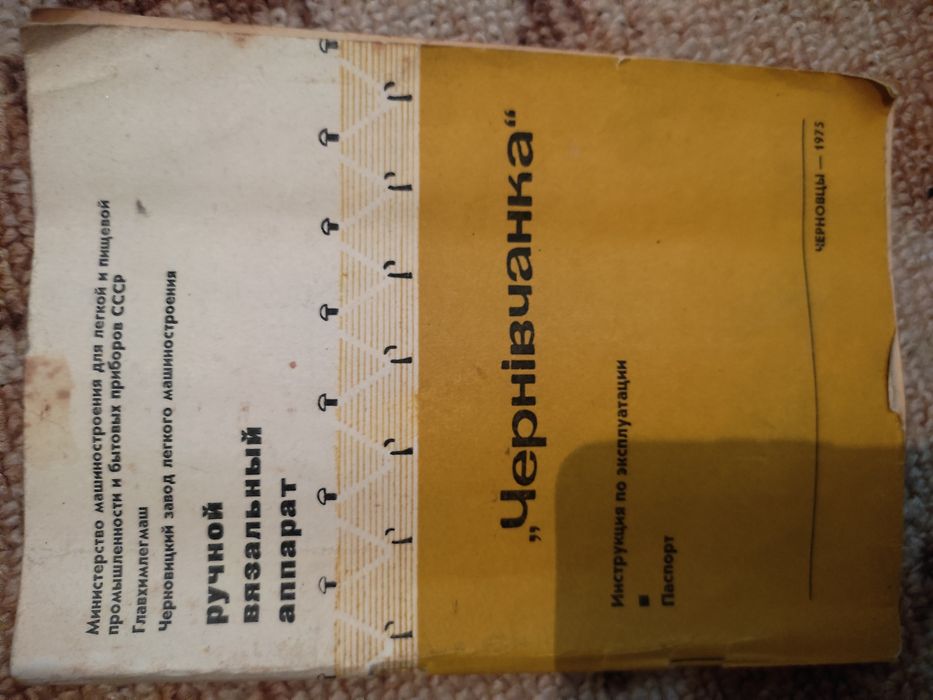 Министерство машиностроения для легкой и пищевой
промышленности и бытовых приборов СССР
Главхимлегмаш
Черновицкий завод легкого машиностроения
ручной
вязальный
аппарат
„Чернівчанка“
Инструкция по эксплуатации
Паспорт
ЧЕРНОВЦЫ — 1975